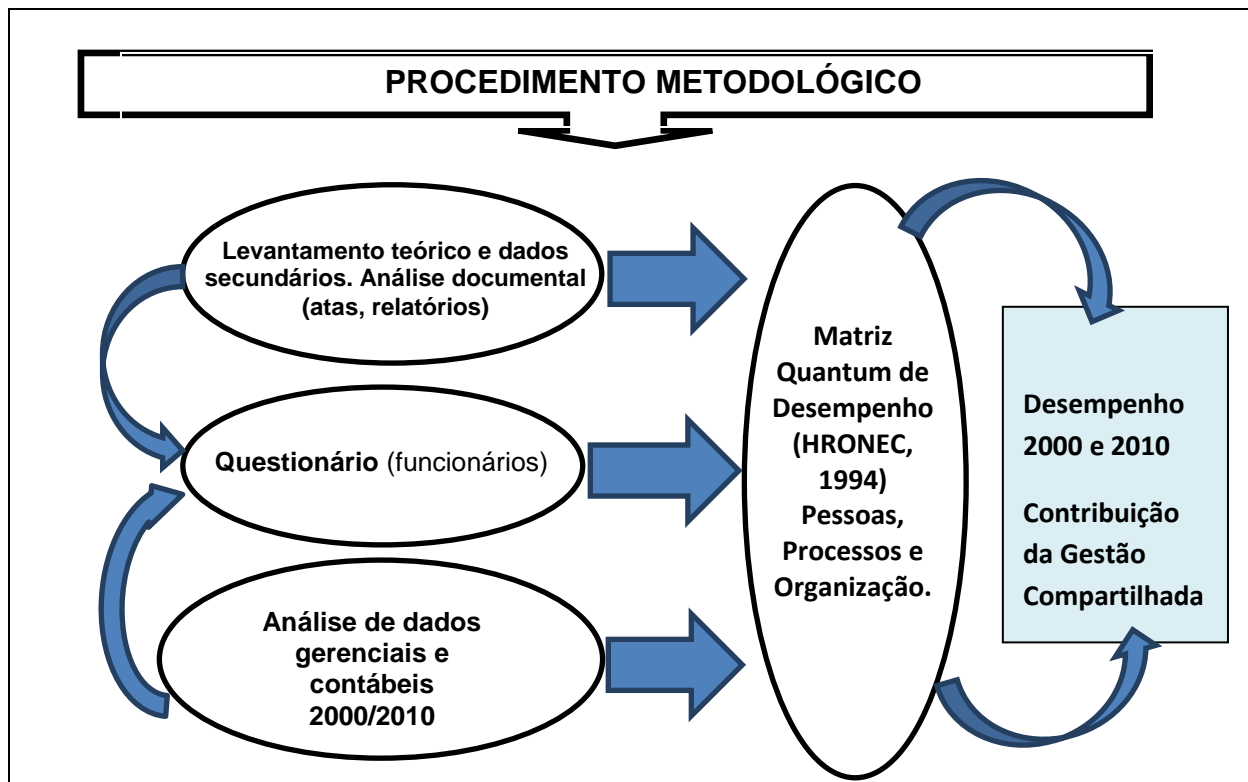 PROCEDIMENTO METODOLÓGICO
Levantamento teórico e dados
secundários. Análise documental
(atas, relatórios)
Questionário (funcionários)
Análise de dados
gerenciais e
contábeis
2000/2010
Matriz
Quantum de
Desempenho
(HRONEC,
1994)
Pessoas,
Processos e
Organização.
Desempenho
2000 e 2010
Contribuição
da Gestão
Compartilhada